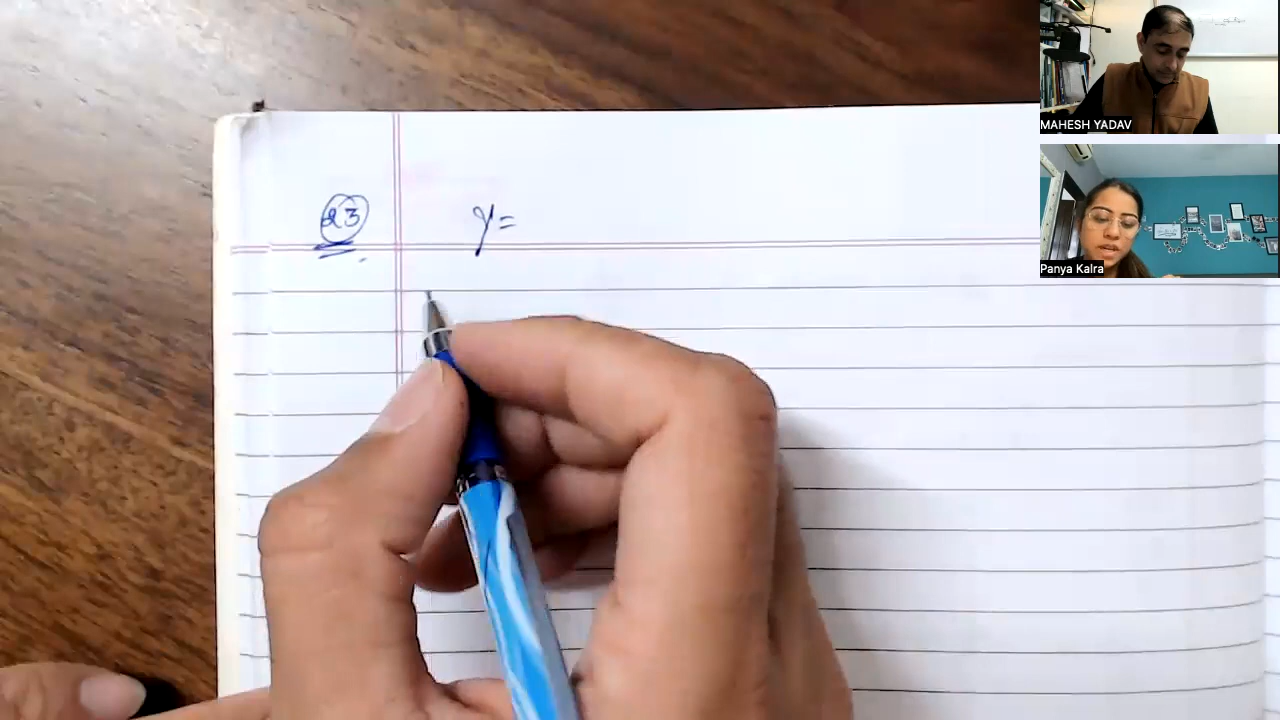 23 γ =
MAHESH YADAV
Panya Kalra